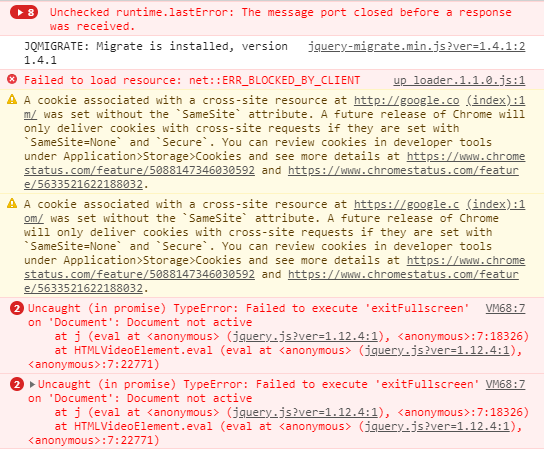 8 Unchecked runtime.lastError: The message port closed before a response
was received.
JQMIGRATE: Migrate is installed, version jquery-migrate.min.js?ver=1.4.1:2
1.4.1
Failed to load resource: net::ERR_BLOCKED_BY_CLIENT up_loader.1.1.0.js:1
A cookie associated with a cross-site resource at http://google.co (index):1
m/ was set without the `SameSite` attribute. A future release of Chrome will
only deliver cookies with cross-site requests if they are set with
`SameSite=None` and `Secure`. You can review cookies in developer tools
under Application>Storage>Cookies and see more details at https://www.chrome
status.com/feature/5088147346030592 and https://www.chromestatus.com/featur
e/5633521622188032.
A cookie associated with a cross-site resource at https://google.c (index):1
om/ was set without the `SameSite` attribute. A future release of Chrome
will only deliver cookies with cross-site requests if they are set with
`SameSite=None` and `Secure`. You can review cookies in developer tools
under Application>Storage>Cookies and see more details at https://www.chrome
status.com/feature/5088147346030592 and https://www.chromestatus.com/featur
e/5633521622188032.
2 Uncaught (in promise) TypeError: Failed to execute 'exitFullscreen' VM68:7
on 'Document': Document not active
at j (eval at <anonymous> (jquery.js?ver=1.12.4:1), <anonymous>:7:18326)
at HTMLVideoElement.eval (eval at <anonymous> (jquery.js?ver=1.12.4:1),
<anonymous>:7:22771)
2 Uncaught (in promise) TypeError: Failed to execute 'exitFullscreen' VM68:7
on 'Document': Document not active
at j (eval at <anonymous> (jquery.js?ver=1.12.4:1), <anonymous>:7:18326)
at HTMLVideoElement.eval (eval at <anonymous> (jquery.js?ver=1.12.4:1),
<anonymous>:7:22771)